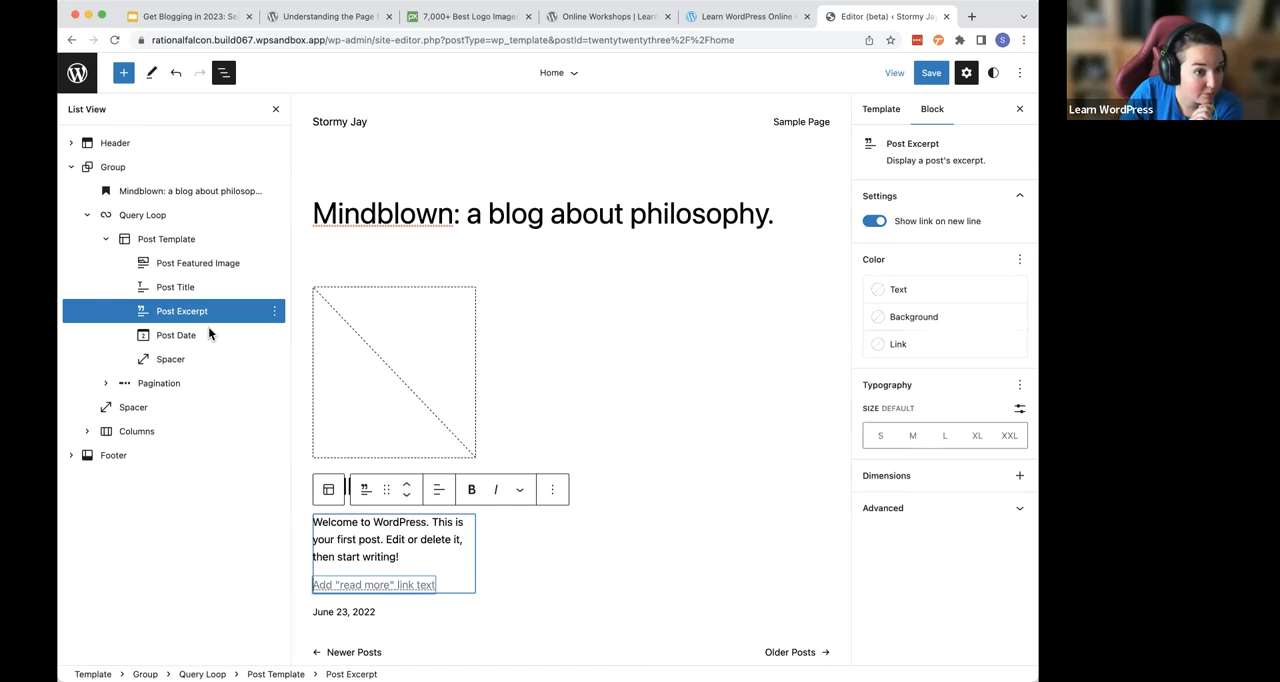 Get Blogging in 2023: Se
Understanding the Page
7,000+ Best Logo Images
Online Workshops | Learn
Learn WordPress Online
Editor (beta) ‹ Stormy Jay
rationalfalcon.build067.wpsandbox.app/wp-admin/site-editor.php?postType=wp_template&postId=twentytwentythree%2F%2Fhome
S
Learn WordPress
Home
View
Save
List View
Template
Block
Header
Group
Mindblown: a blog about philosop...
Query Loop
Post Template
Post Featured Image
Post Title
Post Excerpt
Post Date
Spacer
Pagination
Spacer
Columns
Footer
Stormy Jay
Sample Page
Mindblown: a blog about philosophy.
B I
Welcome to WordPress. This is
your first post. Edit or delete it,
then start writing!
Add "read more" link text
June 23, 2022
← Newer Posts
Older Posts →
Post Excerpt
Display a post's excerpt.
Settings
Show link on new line
Color
Text
Background
Link
Typography
SIZE DEFAULT
S M L XL XXL
Dimensions
Advanced
Template > Group > Query Loop > Post Template > Post Excerpt